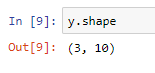 In [9]: y.shape
Out[9]: (3, 10)